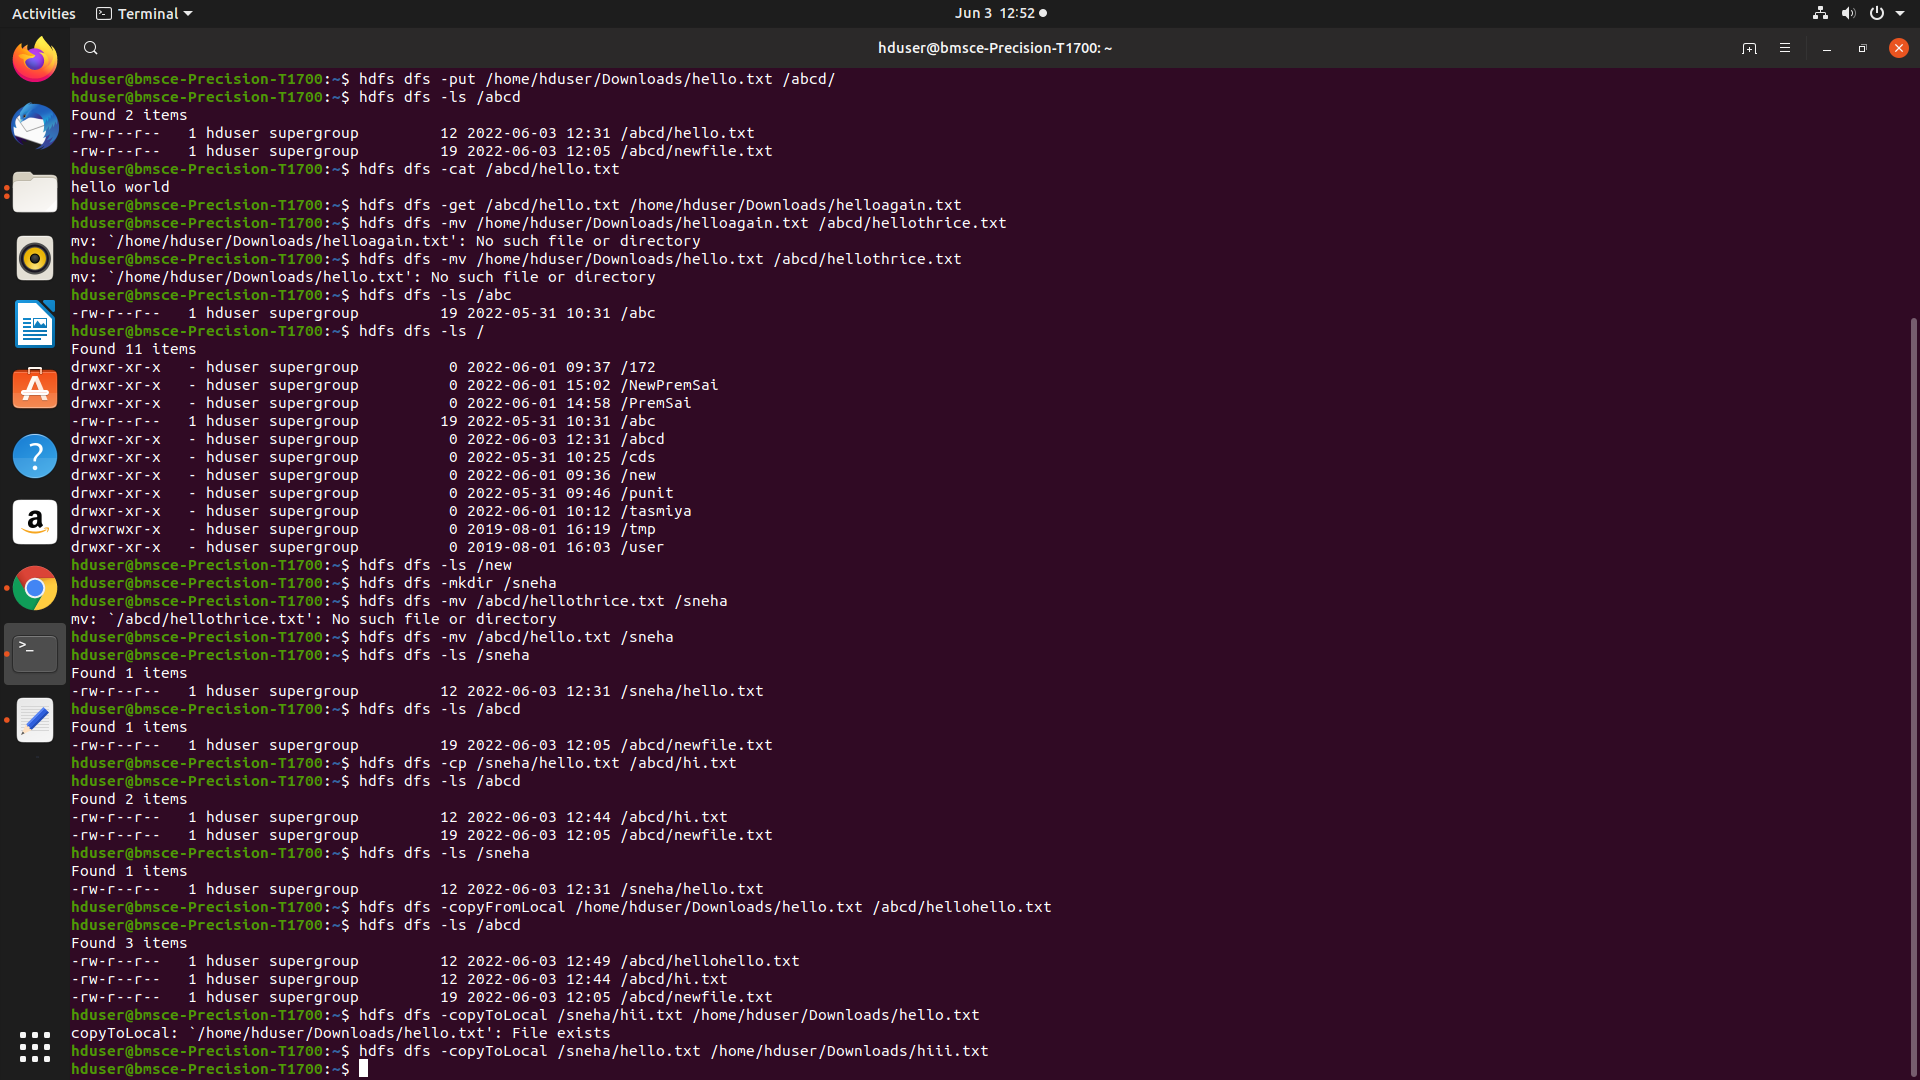 Activities Terminal Jun 3 12:52
hduser@bmsce-Precision-T1700: ~
hduser@bmsce-Precision-T1700:~$ hdfs dfs -put /home/hduser/Downloads/hello.txt /abcd/
hduser@bmsce-Precision-T1700:~$ hdfs dfs -ls /abcd
Found 2 items
-rw-r--r--   1 hduser supergroup         12 2022-06-03 12:31 /abcd/hello.txt
-rw-r--r--   1 hduser supergroup         19 2022-06-03 12:05 /abcd/newfile.txt
hduser@bmsce-Precision-T1700:~$ hdfs dfs -cat /abcd/hello.txt
hello world
hduser@bmsce-Precision-T1700:~$ hdfs dfs -get /abcd/hello.txt /home/hduser/Downloads/helloagain.txt
hduser@bmsce-Precision-T1700:~$ hdfs dfs -mv /home/hduser/Downloads/helloagain.txt /abcd/hellothrice.txt
mv: `/home/hduser/Downloads/helloagain.txt': No such file or directory
hduser@bmsce-Precision-T1700:~$ hdfs dfs -mv /home/hduser/Downloads/hello.txt /abcd/hellothrice.txt
mv: `/home/hduser/Downloads/hello.txt': No such file or directory
hduser@bmsce-Precision-T1700:~$ hdfs dfs -ls /abc
-rw-r--r--   1 hduser supergroup         19 2022-05-31 10:31 /abc
hduser@bmsce-Precision-T1700:~$ hdfs dfs -ls /
Found 11 items
drwxr-xr-x   - hduser supergroup          0 2022-06-01 09:37 /172
drwxr-xr-x   - hduser supergroup          0 2022-06-01 15:02 /NewPremSai
drwxr-xr-x   - hduser supergroup          0 2022-06-01 14:58 /PremSai
-rw-r--r--   1 hduser supergroup         19 2022-05-31 10:31 /abc
drwxr-xr-x   - hduser supergroup          0 2022-06-03 12:31 /abcd
drwxr-xr-x   - hduser supergroup          0 2022-05-31 10:25 /cds
drwxr-xr-x   - hduser supergroup          0 2022-06-01 09:36 /new
drwxr-xr-x   - hduser supergroup          0 2022-05-31 09:46 /punit
drwxr-xr-x   - hduser supergroup          0 2022-06-01 10:12 /tasmiya
drwxrwxr-x   - hduser supergroup          0 2019-08-01 16:19 /tmp
drwxr-xr-x   - hduser supergroup          0 2019-08-01 16:03 /user
hduser@bmsce-Precision-T1700:~$ hdfs dfs -ls /new
hduser@bmsce-Precision-T1700:~$ hdfs dfs -mkdir /sneha
hduser@bmsce-Precision-T1700:~$ hdfs dfs -mv /abcd/hellothrice.txt /sneha
mv: `/abcd/hellothrice.txt': No such file or directory
hduser@bmsce-Precision-T1700:~$ hdfs dfs -mv /abcd/hello.txt /sneha
hduser@bmsce-Precision-T1700:~$ hdfs dfs -ls /sneha
Found 1 items
-rw-r--r--   1 hduser supergroup         12 2022-06-03 12:31 /sneha/hello.txt
hduser@bmsce-Precision-T1700:~$ hdfs dfs -ls /abcd
Found 1 items
-rw-r--r--   1 hduser supergroup         19 2022-06-03 12:05 /abcd/newfile.txt
hduser@bmsce-Precision-T1700:~$ hdfs dfs -cp /sneha/hello.txt /abcd/hi.txt
hduser@bmsce-Precision-T1700:~$ hdfs dfs -ls /abcd
Found 2 items
-rw-r--r--   1 hduser supergroup         12 2022-06-03 12:44 /abcd/hi.txt
-rw-r--r--   1 hduser supergroup         19 2022-06-03 12:05 /abcd/newfile.txt
hduser@bmsce-Precision-T1700:~$ hdfs dfs -ls /sneha
Found 1 items
-rw-r--r--   1 hduser supergroup         12 2022-06-03 12:31 /sneha/hello.txt
hduser@bmsce-Precision-T1700:~$ hdfs dfs -copyFromLocal /home/hduser/Downloads/hello.txt /abcd/hellohello.txt
hduser@bmsce-Precision-T1700:~$ hdfs dfs -ls /abcd
Found 3 items
-rw-r--r--   1 hduser supergroup         12 2022-06-03 12:49 /abcd/hellohello.txt
-rw-r--r--   1 hduser supergroup         12 2022-06-03 12:44 /abcd/hi.txt
-rw-r--r--   1 hduser supergroup         19 2022-06-03 12:05 /abcd/newfile.txt
hduser@bmsce-Precision-T1700:~$ hdfs dfs -copyToLocal /sneha/hii.txt /home/hduser/Downloads/hello.txt
copyToLocal: `/home/hduser/Downloads/hello.txt': File exists
hduser@bmsce-Precision-T1700:~$ hdfs dfs -copyToLocal /sneha/hello.txt /home/hduser/Downloads/hiii.txt
hduser@bmsce-Precision-T1700:~$